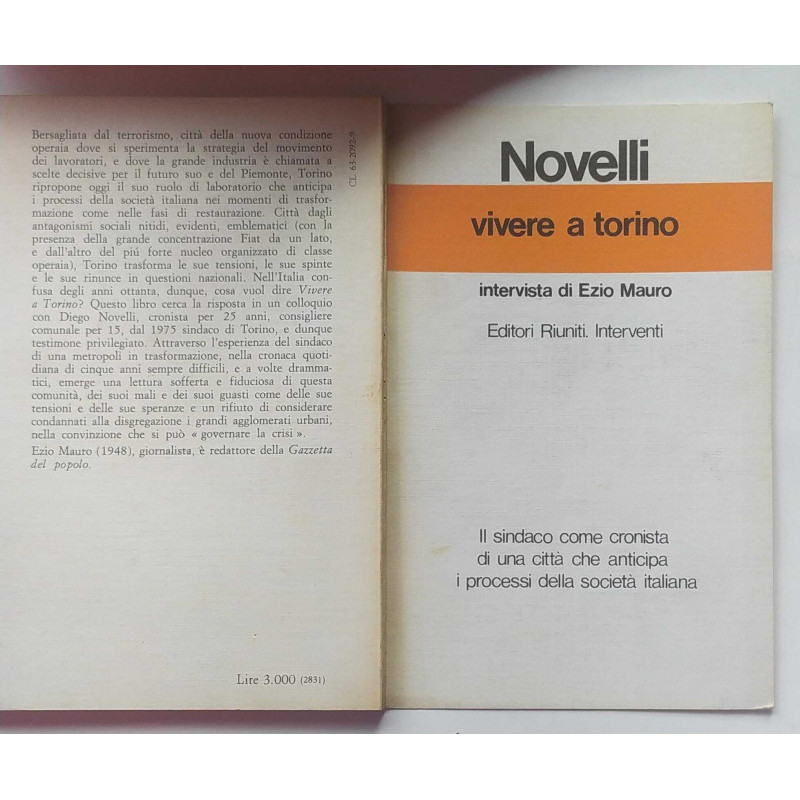 Bersagliata dal terrorismo, città della nuova condizione
operaia dove si sperimenta la strategia del movimento
dei lavoratori, e dove la grande industria è chiamata a
scelte decisive per il futuro suo e del Piemonte, Torino
ripropone oggi il suo ruolo di laboratorio che anticipa
i processi della società italiana nei momenti di trasfor-
mazione come nelle fasi di restaurazione. Città dagli
antagonismi sociali nitidi, evidenti, emblematici (con la
presenza della grande concentrazione Fiat da un lato,
e dall'altro del piú forte nucleo organizzato di classe
operaia), Torino trasforma le sue tensioni, le sue spinte
e le sue rinunce in questioni nazionali. Nell'Italia con-
fusa degli anni ottanta, dunque, cosa vuol dire Vivere
a Torino? Questo libro cerca la risposta in un colloquio
con Diego Novelli, cronista per 25 anni, consigliere
comunale per 15, dal 1975 sindaco di Torino, e dunque
testimone privilegiato. Attraverso l'esperienza del sindaco
di una metropoli in trasformazione, nella cronaca quoti-
diana di cinque anni sempre difficili, e a volte dramma-
tici, emerge una lettura sofferta e fiduciosa di questa
comunità, dei suoi mali e dei suoi guasti come delle sue
tensioni e delle sue speranze e un rifiuto di considerare
condannati alla disgregazione i grandi agglomerati urbani,
nella convinzione che si può « governare la crisi ».
Ezio Mauro (1948), giornalista, è redattore della Gazzetta
del popolo.
CL. 63-2092-9
Lire 3.000 (2831)
Novelli
vivere a torino
intervista di Ezio Mauro
Editori Riuniti. Interventi
Il sindaco come cronista
di una città che anticipa
i processi della società italiana